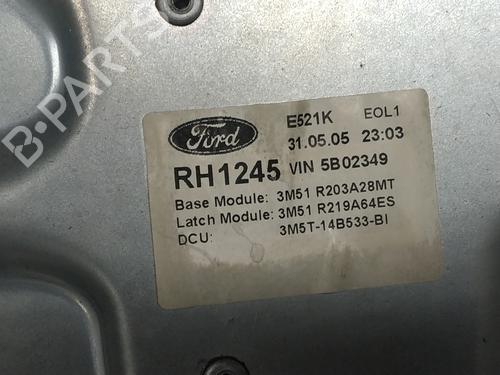 B-PARTS
Ford
E521K EOL1
31.05.05 23:03
RH1245 VIN 5B02349
Base Module: 3M51 R203A28MT
Latch Module: 3M51 R219A64ES
DCU: 3M5T-14B533-BI